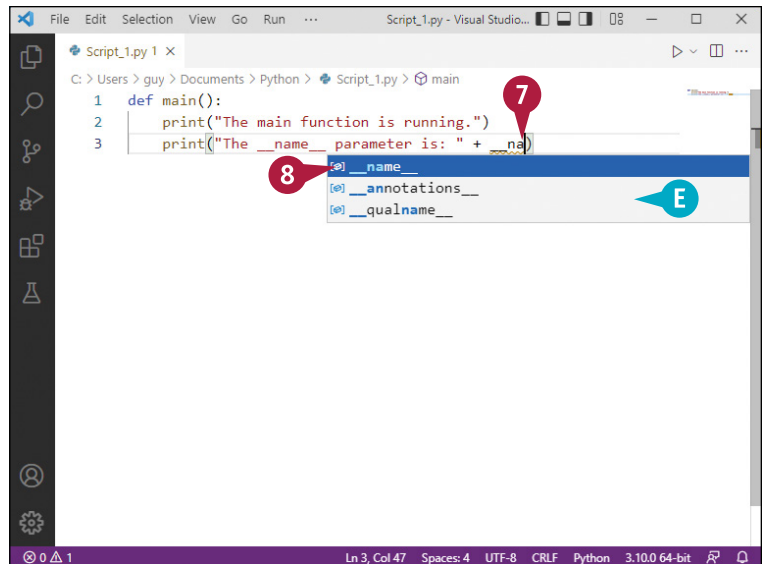 File Edit Selection View Go Run ··· Script_1.py - Visual Studio...
Script_1.py 1 ×
C: > Users > guy > Documents > Python > Script_1.py > main
1 def main():
2 print("The main function is running.")
3 print("The __name__ parameter is: " + __na)
7
8
__name__
__annotations__
__qualname__
E
0 1 Ln 3, Col 47 Spaces: 4 UTF-8 CRLF Python 3.10.0 64-bit